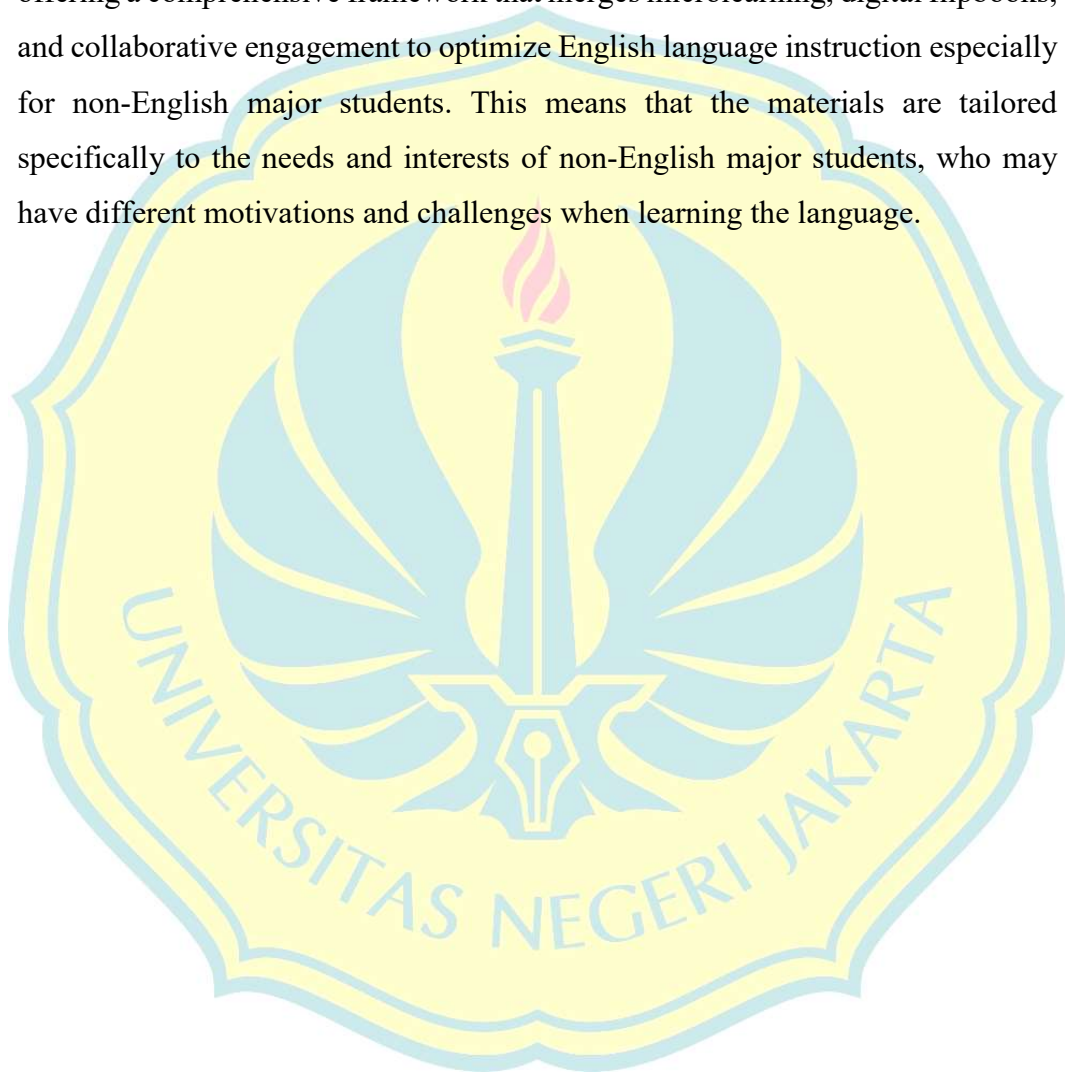 offering a comprehensive framework that merges microlearning, digital flipbooks,
and collaborative engagement to optimize English language instruction especially
for non-English major students. This means that the materials are tailored
specifically to the needs and interests of non-English major students, who may
have different motivations and challenges when learning the language.
UNIVERSITAS NEGERI JAKARTA